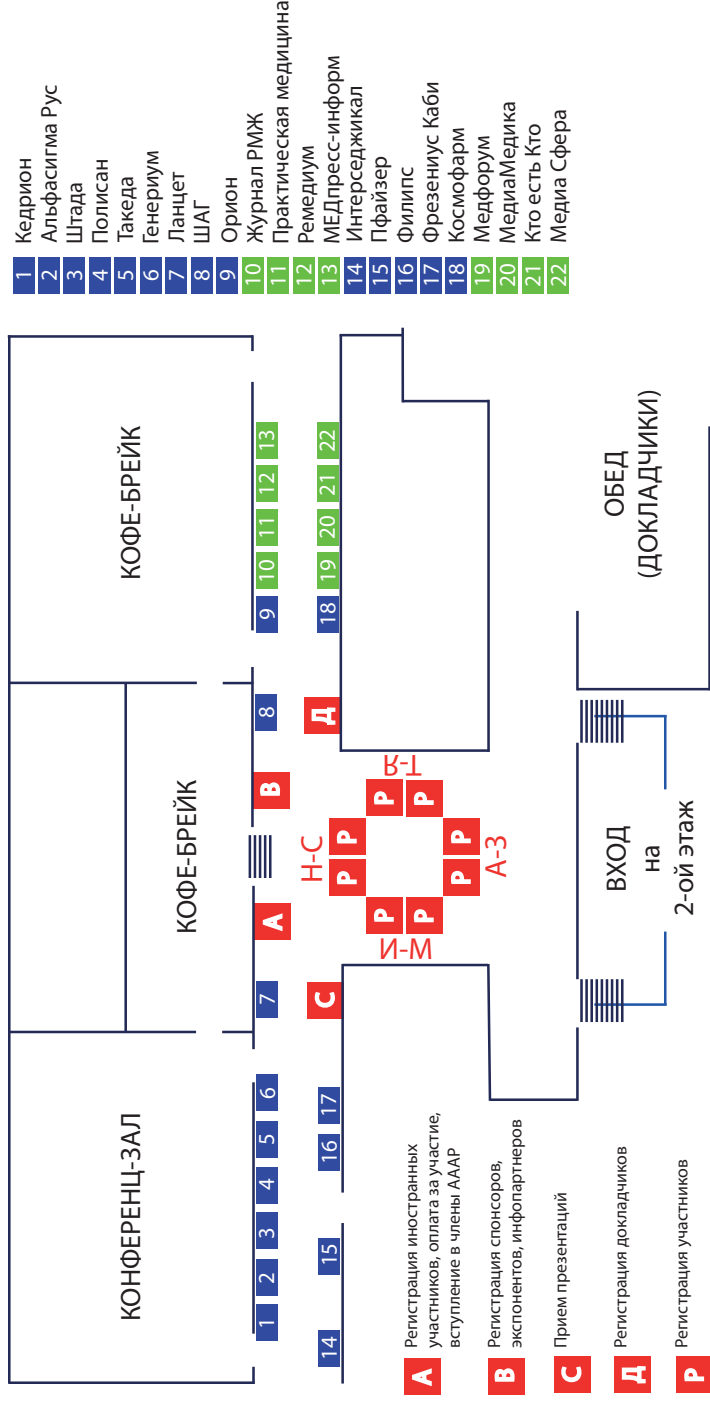 КОНФЕРЕНЦ-ЗАЛ
КОФЕ-БРЕЙК
КОФЕ-БРЕЙК
1 2 3 4 5 6
7
А
В
8
9 10 11 12 13
14
15
16 17
С
Д
18 19 20 21 22
Н-С
Р Р
Р Р
Р Р
Р Р
И-М
Я-Т
А-З
ВХОД
на
2-ой этаж
ОБЕД
(ДОКЛАДЧИКИ)
А Регистрация иностранных
участников, оплата за участие,
вступление в члены АААР
В Регистрация спонсоров,
экспонентов, инфопартнеров
С Прием презентаций
Д Регистрация докладчиков
Р Регистрация участников
1 Кедрион
2 Альфасигма Рус
3 Штада
4 Полисан
5 Такеда
6 Генериум
7 Ланцет
8 ШАГ
9 Орион
10 Журнал РМЖ
11 Практическая медицина
12 Ремедиум
13 МЕДпресс-информ
14 Интерседжикал
15 Пфайзер
16 Филипс
17 Фрезениус Каби
18 Космофарм
19 Медфорум
20 МедиаМедика
21 Кто есть Кто
22 Медиа Сфера